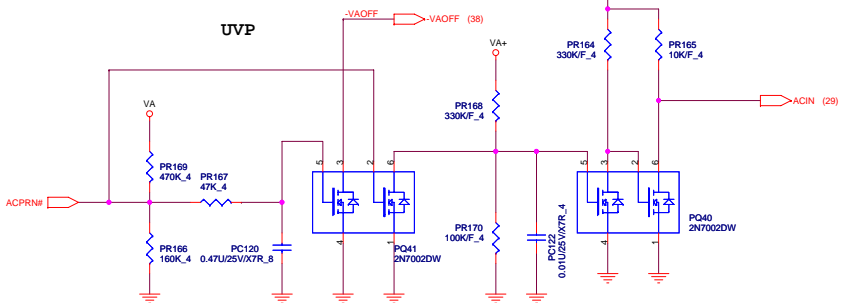 -VAOFF
-VAOFF (38)
UVP
VA+
PR164
330K/F_4
PR165
10K/F_4
VA
PR168
330K/F_4
ACIN (29)
PR169
470K_4
PR167
47K_4
5
3
2
6
5
3
2
6
ACPRN#
PR166
160K_4
PC120
0.47U/25V/X7R_8
4
1
PQ41
2N7002DW
PR170
100K/F_4
PC122
0.01U/25V/X7R_4
4
1
PQ40
2N7002DW